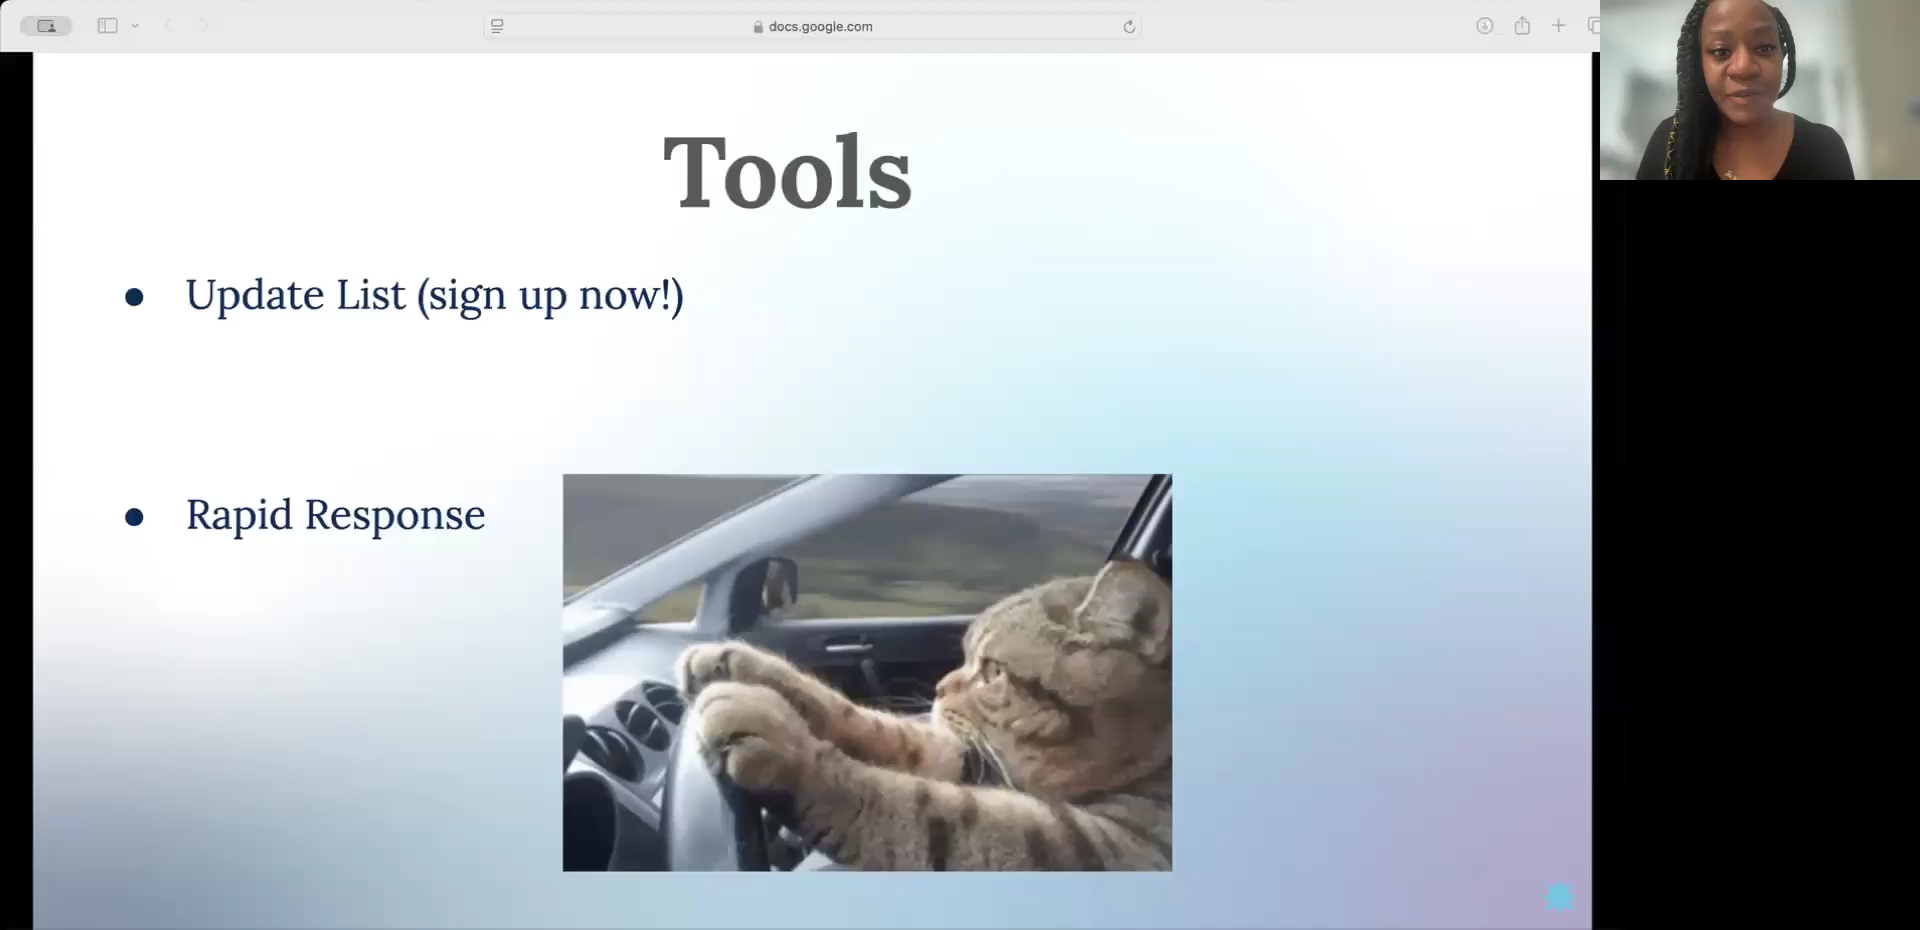 docs.google.com
Tools
● Update List (sign up now!)
● Rapid Response